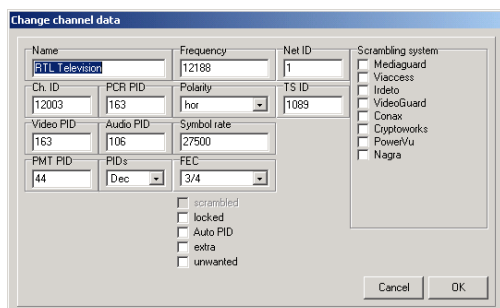 Change channel data
Name
RTL Television
Frequency
12188
Net ID
1
Scrambling system
Mediaguard
Viaccess
Irdeto
VideoGuard
Conax
Cryptoworks
PowerVu
Nagra
Ch. ID
12003
PCR PID
163
Polarity
hor
TS ID
1089
Video PID
163
Audio PID
106
Symbol rate
27500
PMT PID
44
PIDs
Dec
FEC
3/4
scrambled
locked
Auto PID
extra
unwanted
Cancel
OK